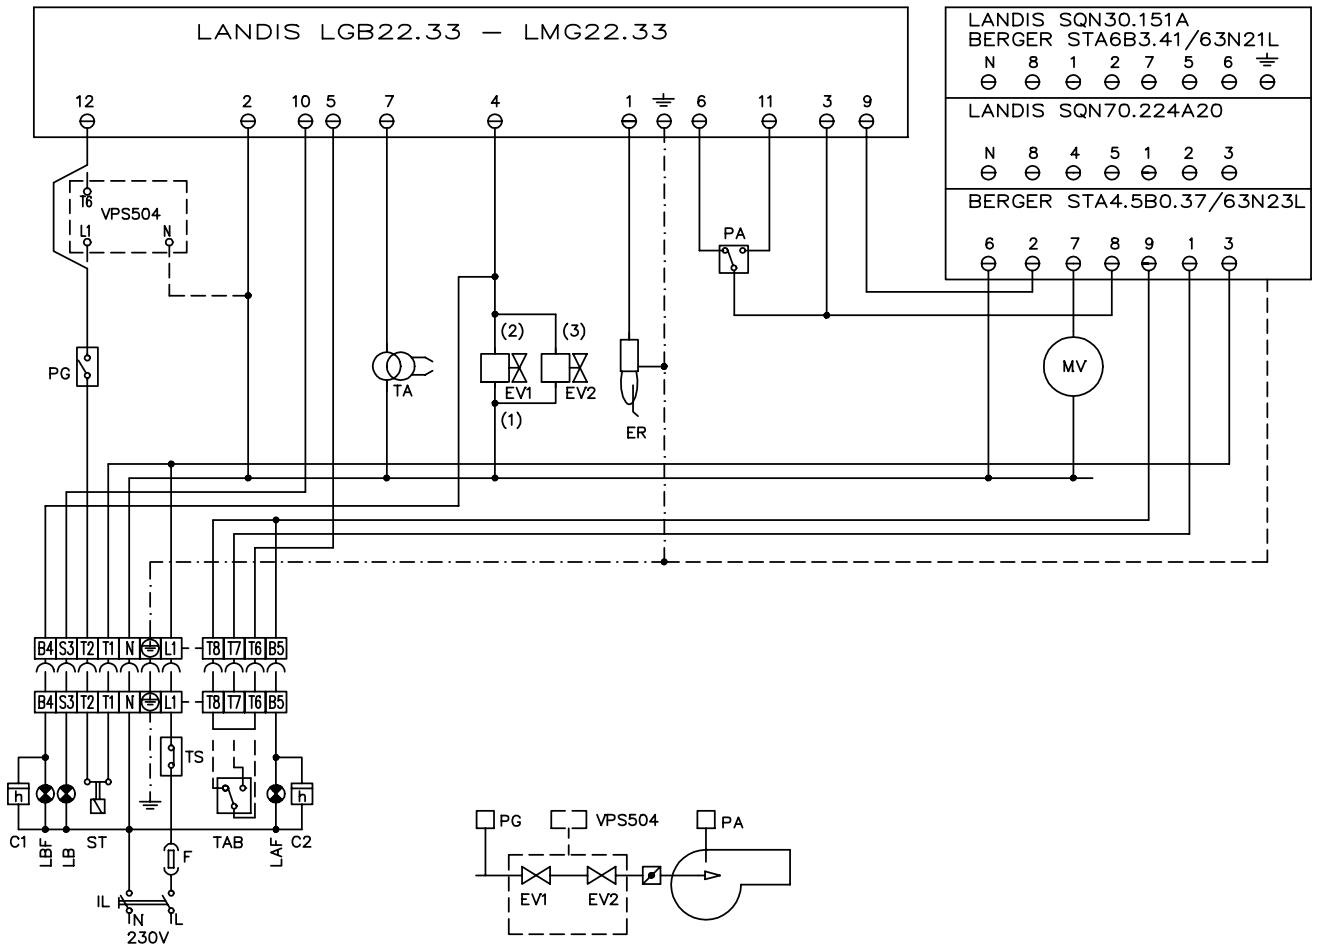 LANDIS LGB22.33 – LMG22.33
12 2 10 5 7 4 1 6 11 3 9
LANDIS SQN30.151A
BERGER STA6B3.41/63N21L
N 8 1 2 7 5 6
LANDIS SQN70.224A20
N 8 4 5 1 2 3
BERGER STA4.5B0.37/63N23L
6 2 7 8 9 1 3
T6
VPS504
L1 N
PA
PG
TA
(2) (3)
EV1 EV2
(1)
ER
MV
B4 S3 T2 T1 N L1 T8 T7 T6 B5
B4 S3 T2 T1 N L1 T8 T7 T6 B5
TS
h h
C1 LBF LB ST TAB LAF C2
F
IL
N L
230V
PG VPS504 PA
EV1 EV2